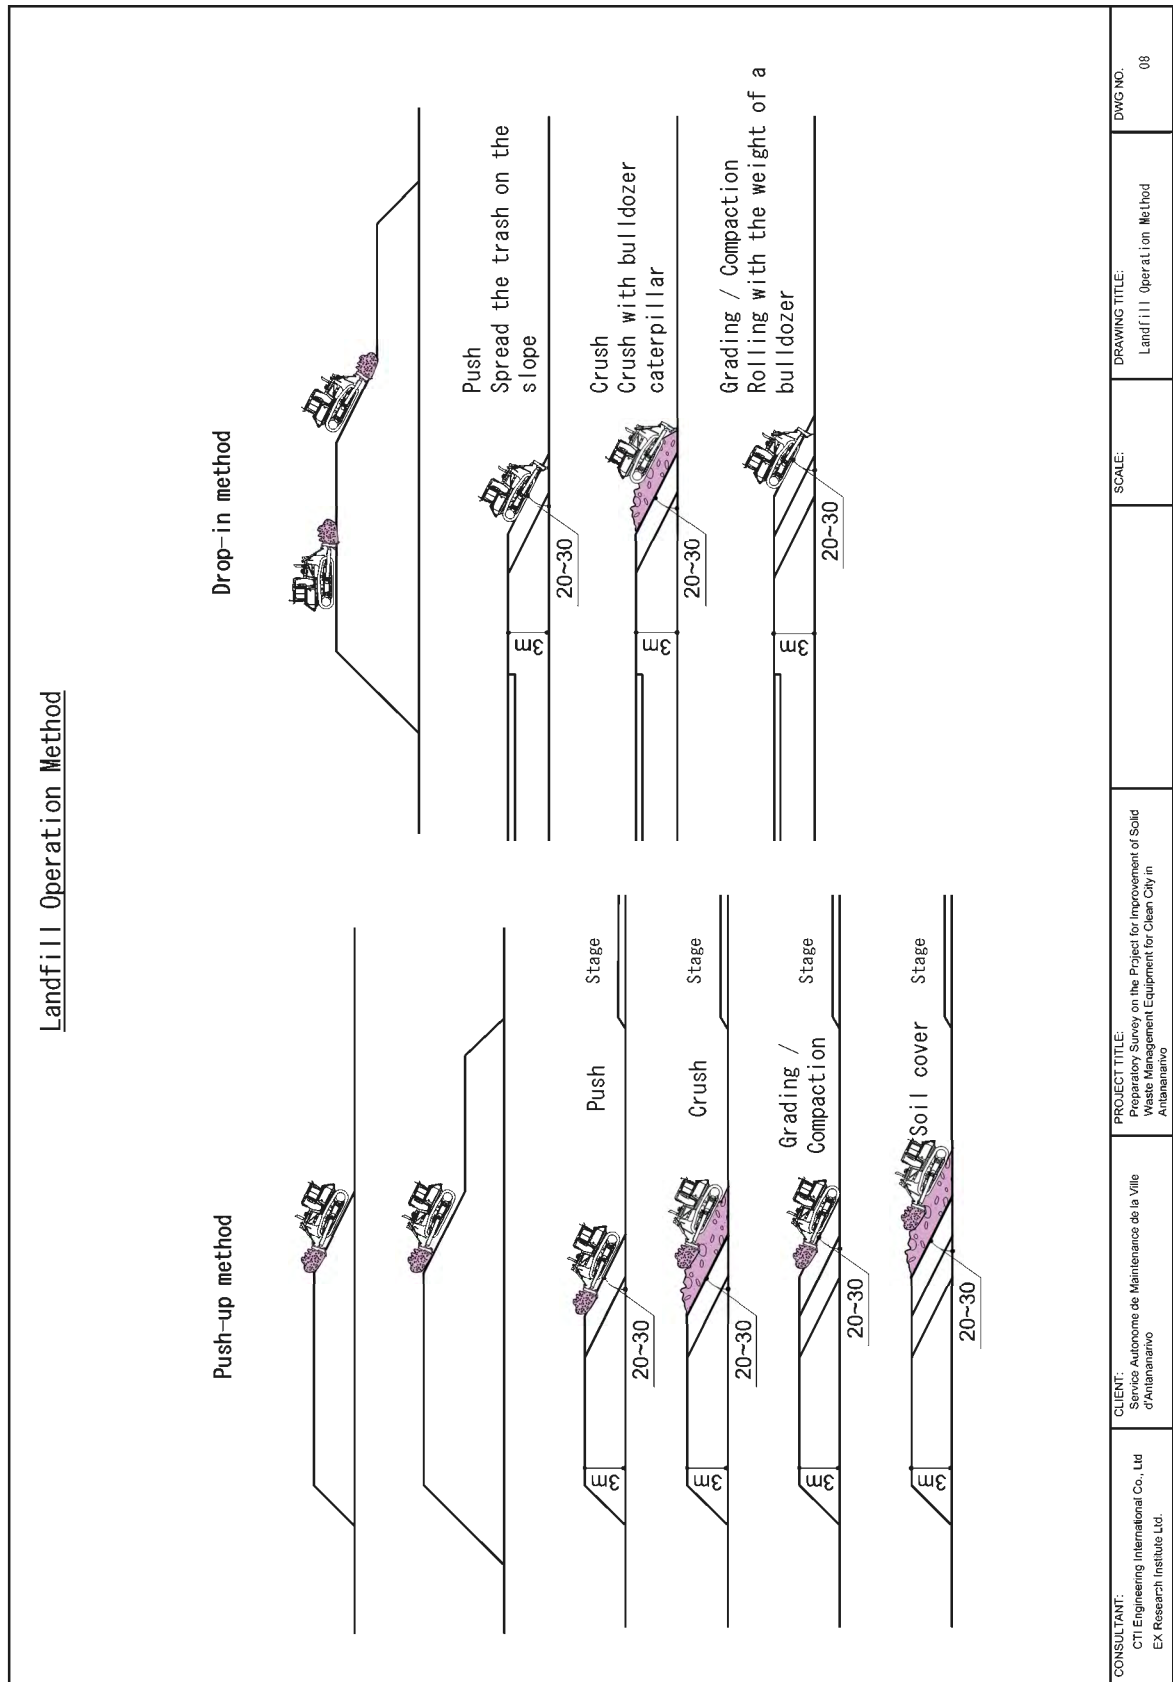 Landfill Operation Method
Push-up method
Push
Stage
20~30
3m
Crush
Stage
20~30
3m
Grading /
Compaction
Stage
20~30
3m
Soil cover
Stage
20~30
3m
Drop-in method
Push
Spread the trash on the
slope
20~30
3m
Crush
Crush with bulldozer
caterpillar
20~30
3m
Grading / Compaction
Rolling with the weight of a
bulldozer
20~30
3m
CONSULTANT:
CTI Engineering International Co., Ltd
EX Research Institute Ltd.
CLIENT:
Service Autonome de Maintenance de la Ville
d'Antananarivo
PROJECT TITLE:
Preparatory Survey on the Project for Improvement of Solid
Waste Management Equipment for Clean City in
Antananarivo
SCALE:
DRAWING TITLE:
Landfill Operation Method
DWG NO.
08